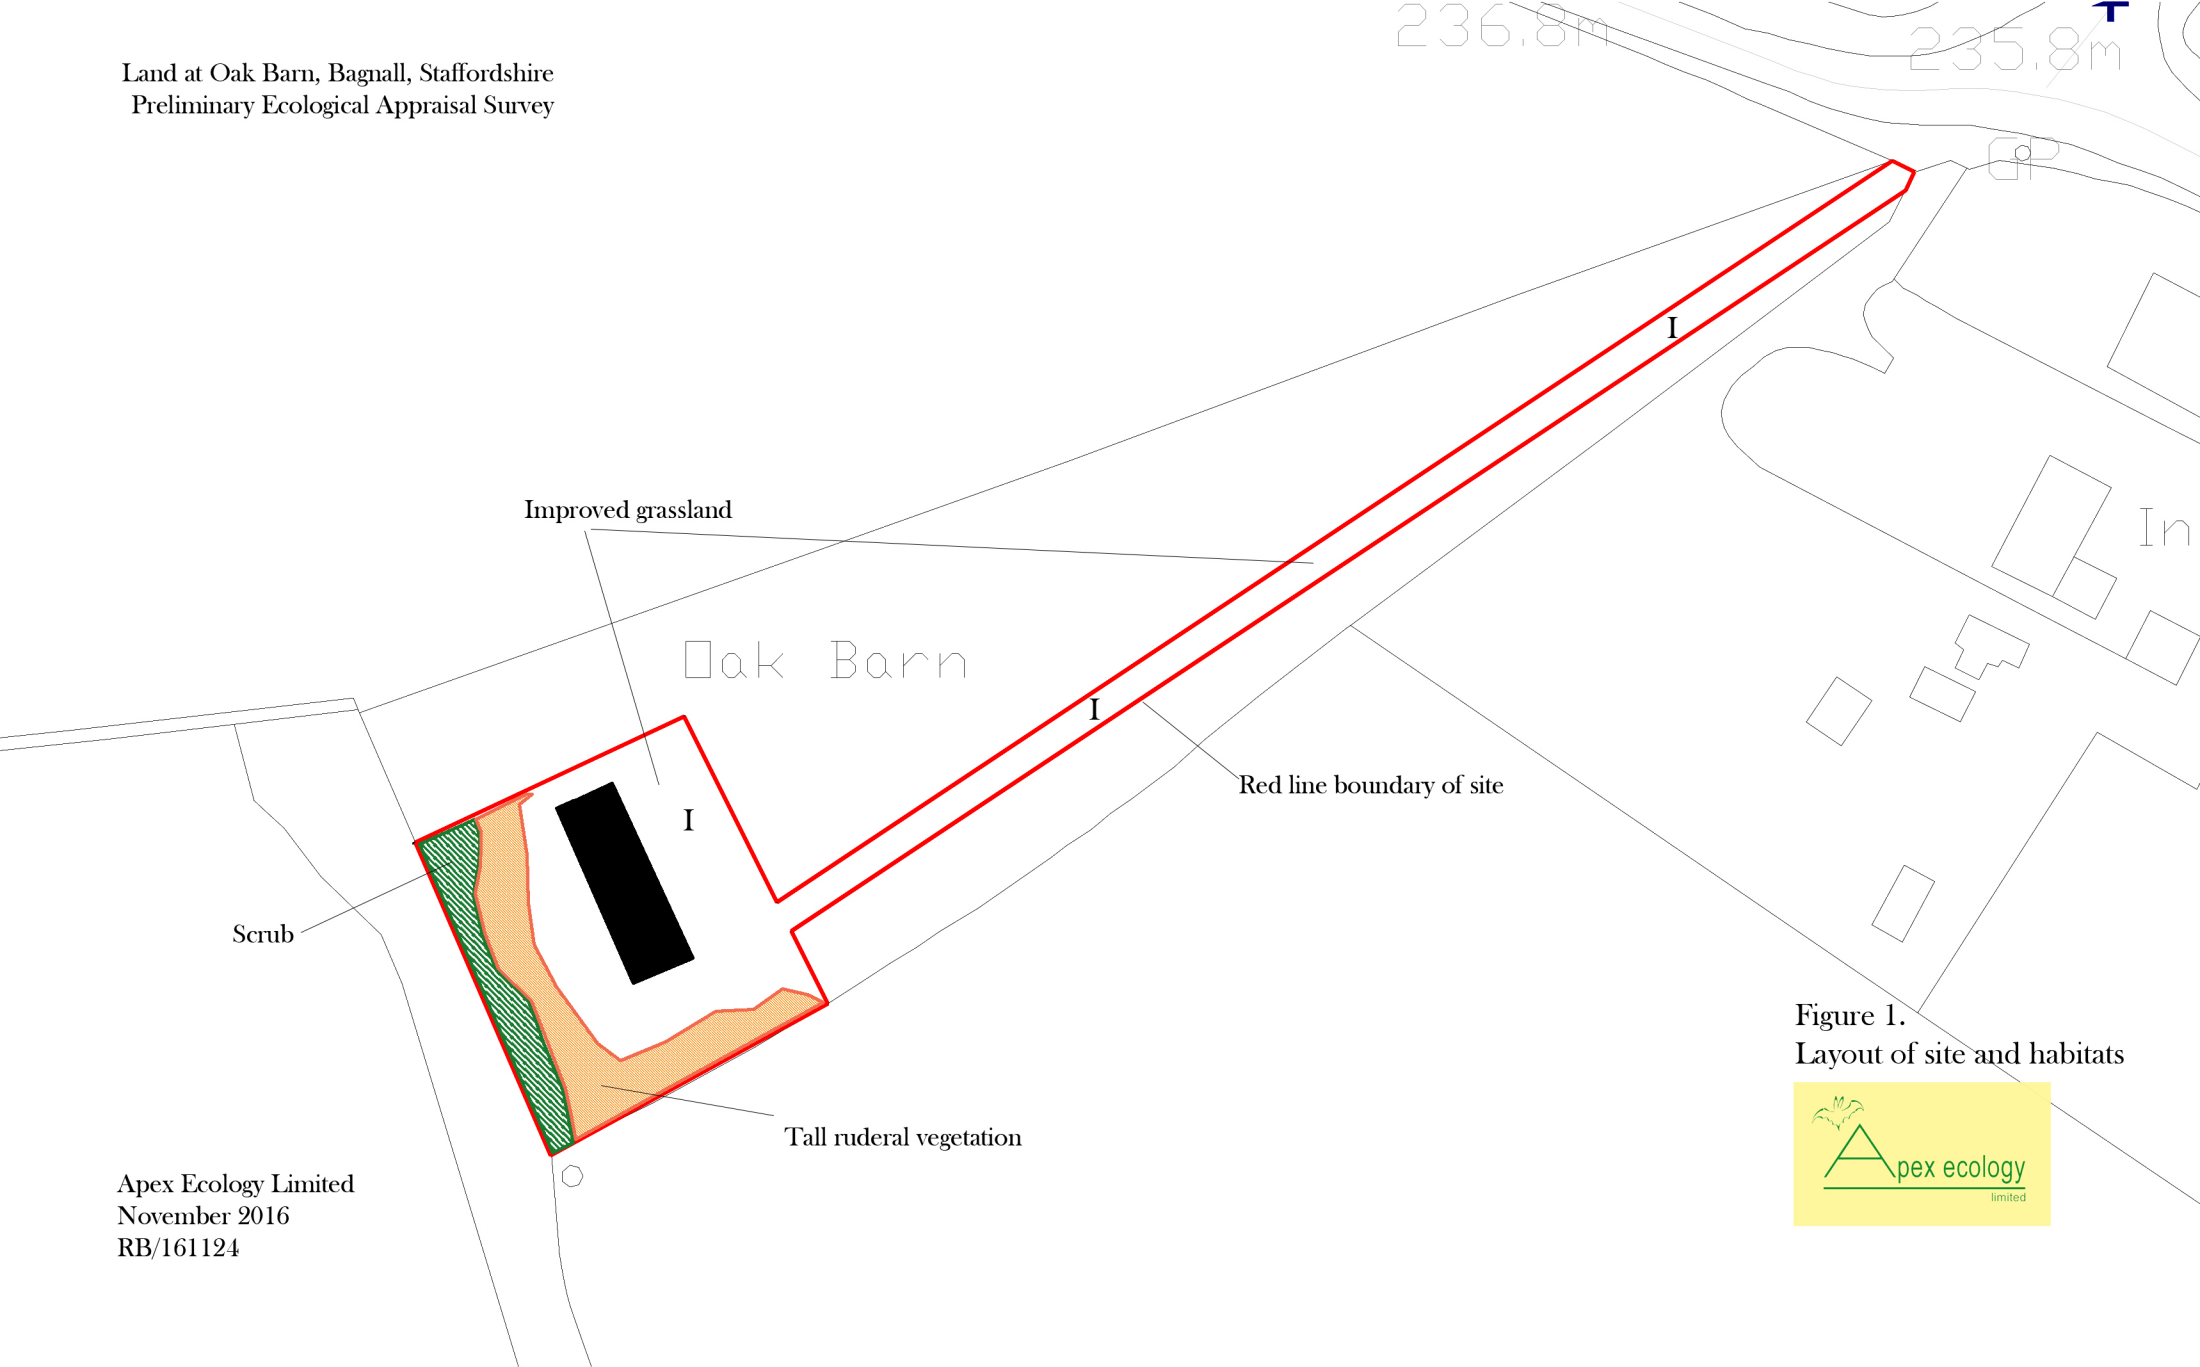 236.8m
235.8m
Land at Oak Barn, Bagnall, Staffordshire
Preliminary Ecological Appraisal Survey
GP
I
Improved grassland
In
Oak Barn
I
Red line boundary of site
I
Scrub
Figure 1.
Layout of site and habitats
Tall ruderal vegetation
Apex ecology
limited
Apex Ecology Limited
November 2016
RB/161124